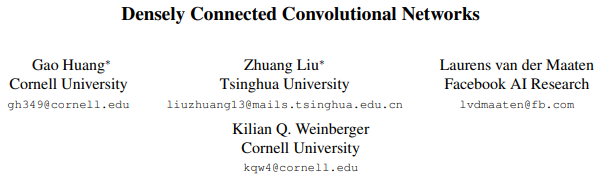 Densely Connected Convolutional Networks
Gao Huang* Zhuang Liu* Laurens van der Maaten
Cornell University Tsinghua University Facebook AI Research
gh349@cornell.edu liuzhuang13@mails.tsinghua.edu.cn lvdmaaten@fb.com
Kilian Q. Weinberger
Cornell University
kqw4@cornell.edu